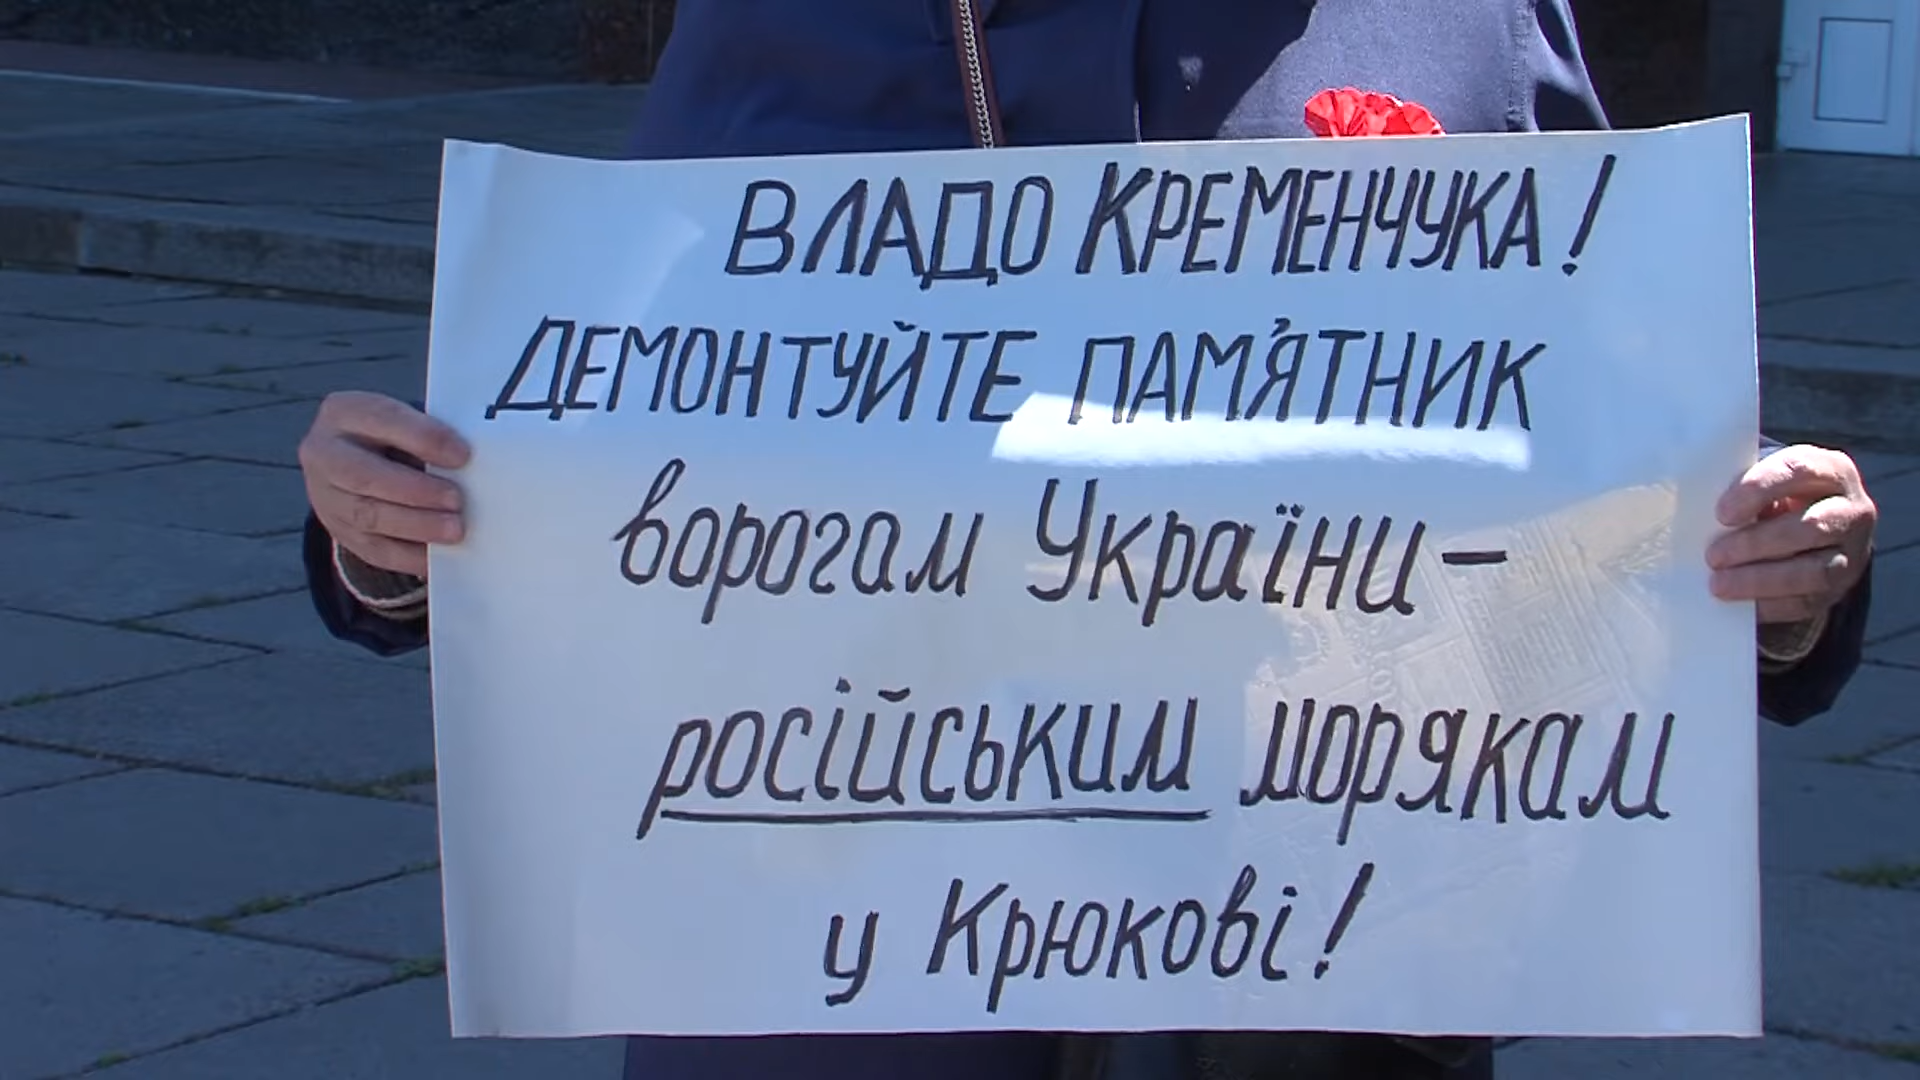 ВЛАДО КРЕМЕНЧУКА!
ДЕМОНТУЙТЕ ПАМ'ЯТНИК
ворогам України –
російським морякам
у Крюкові!